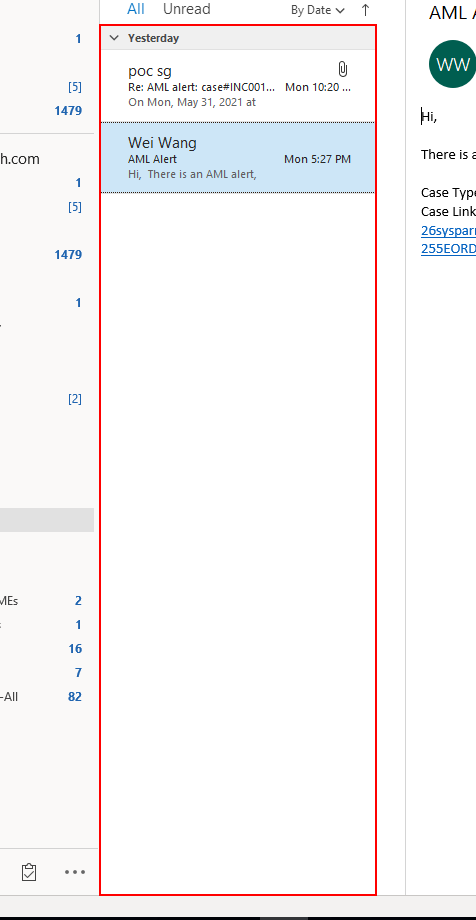 All Unread By Date
Yesterday
poc sg
Re: AML alert: case#INC001... Mon 10:20 ...
On Mon, May 31, 2021 at
Wei Wang
AML Alert Mon 5:27 PM
Hi, There is an AML alert,
1
[5]
1479
h.com
1
[5]
1479
1
[2]
MEs 2
1
16
7
-All 82
AML
WW
Hi,
There is a
Case Type
Case Link
26sysparm
255EORD